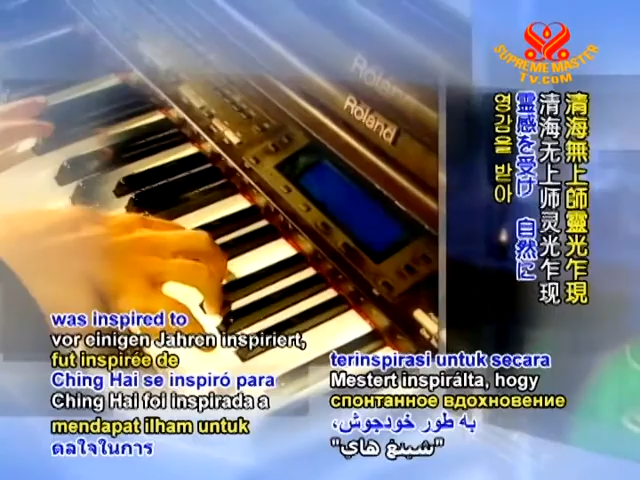 SUPREME MASTER
TV.COM
Roland
Roland
清海無上師靈光乍現
清海无上师灵光乍现
靈感を受け 自然に
영감을 받아
was inspired to
vor einigen Jahren inspiriert,
fut inspirée de
Ching Hai se inspiró para
Ching Hai foi inspirada a
mendapat ilham untuk
ดลใจในการ
terinspirasi untuk secara
Mestert inspirálta, hogy
спонтанное вдохновение
به طور خودجوش،
"شينغ هاي"